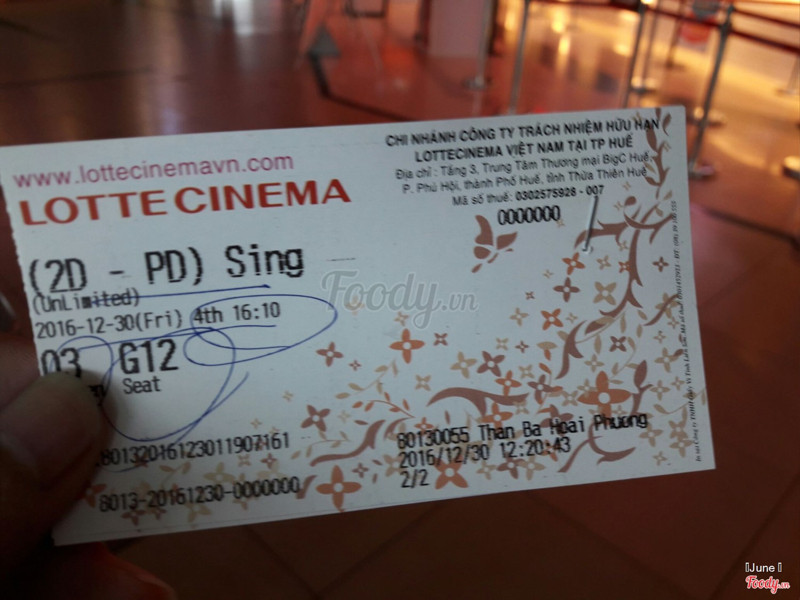 www.lottecinemavn.com
LOTTE CINEMA
CHI NHÁNH CÔNG TY TRÁCH NHIỆM HỮU HẠN
LOTTECINEMA VIỆT NAM TẠI TP HUẾ
Địa chỉ : Tầng 3, Trung Tâm Thương mại BigC Huế,
P. Phú Hội, thành Phố Huế, tỉnh Thừa Thiên Huế
Mã số thuế: 0302575928 - 007
0000000
(2D - PD) Sing
(UnLimited)
2016-12-30(Fri) 4th 16:10
03 G12
Seat
80132016123011907161
8013-20161230-0000000
80130055 Than Ba Hoai Phuong
2016/12/30 12:20:43
2/2
Foody.vn
June
Foody.vn